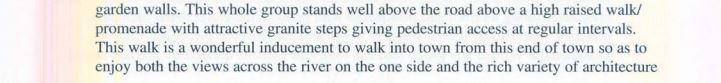 garden walls. This whole group stands well above the road above a high raised walk/
promenade with attractive granite steps giving pedestrian access at regular intervals.
This walk is a wonderful inducement to walk into town from this end of town so as to
enjoy both the views across the river on the one side and the rich variety of architecture